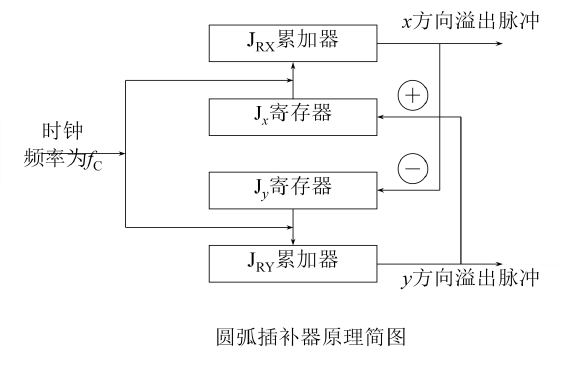 x方向溢出脉冲
JRX累加器
+
Jx寄存器
时钟
频率为fC
−
Jy寄存器
JRY累加器
y方向溢出脉冲
圆弧插补器原理简图